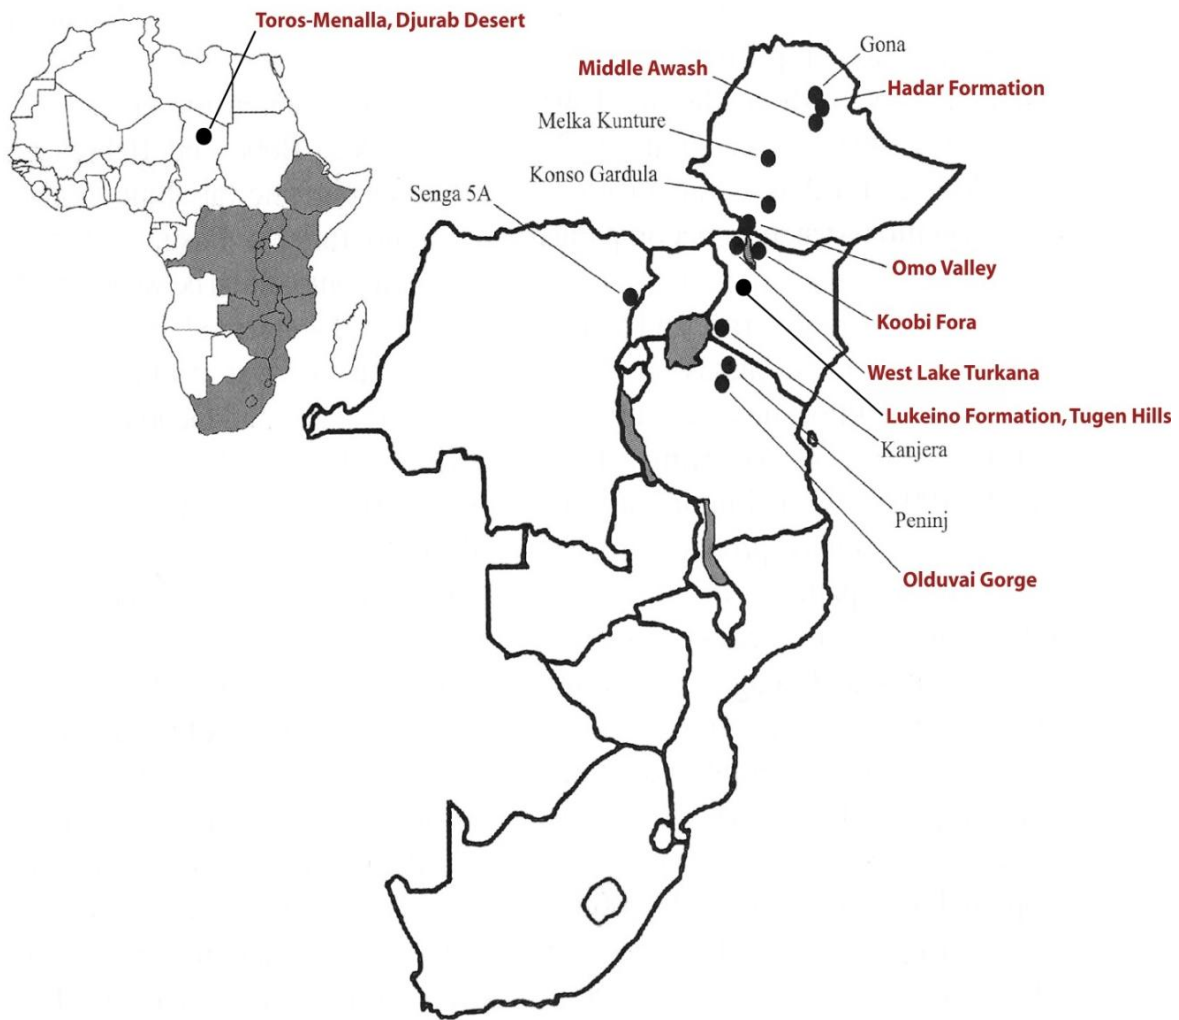 Toros-Menalla, Djurab Desert
Gona
Middle Awash
Hadar Formation
Melka Kunture
Konso Gardula
Senga 5A
Omo Valley
Koobi Fora
West Lake Turkana
Lukeino Formation, Tugen Hills
Kanjera
Peninj
Olduvai Gorge